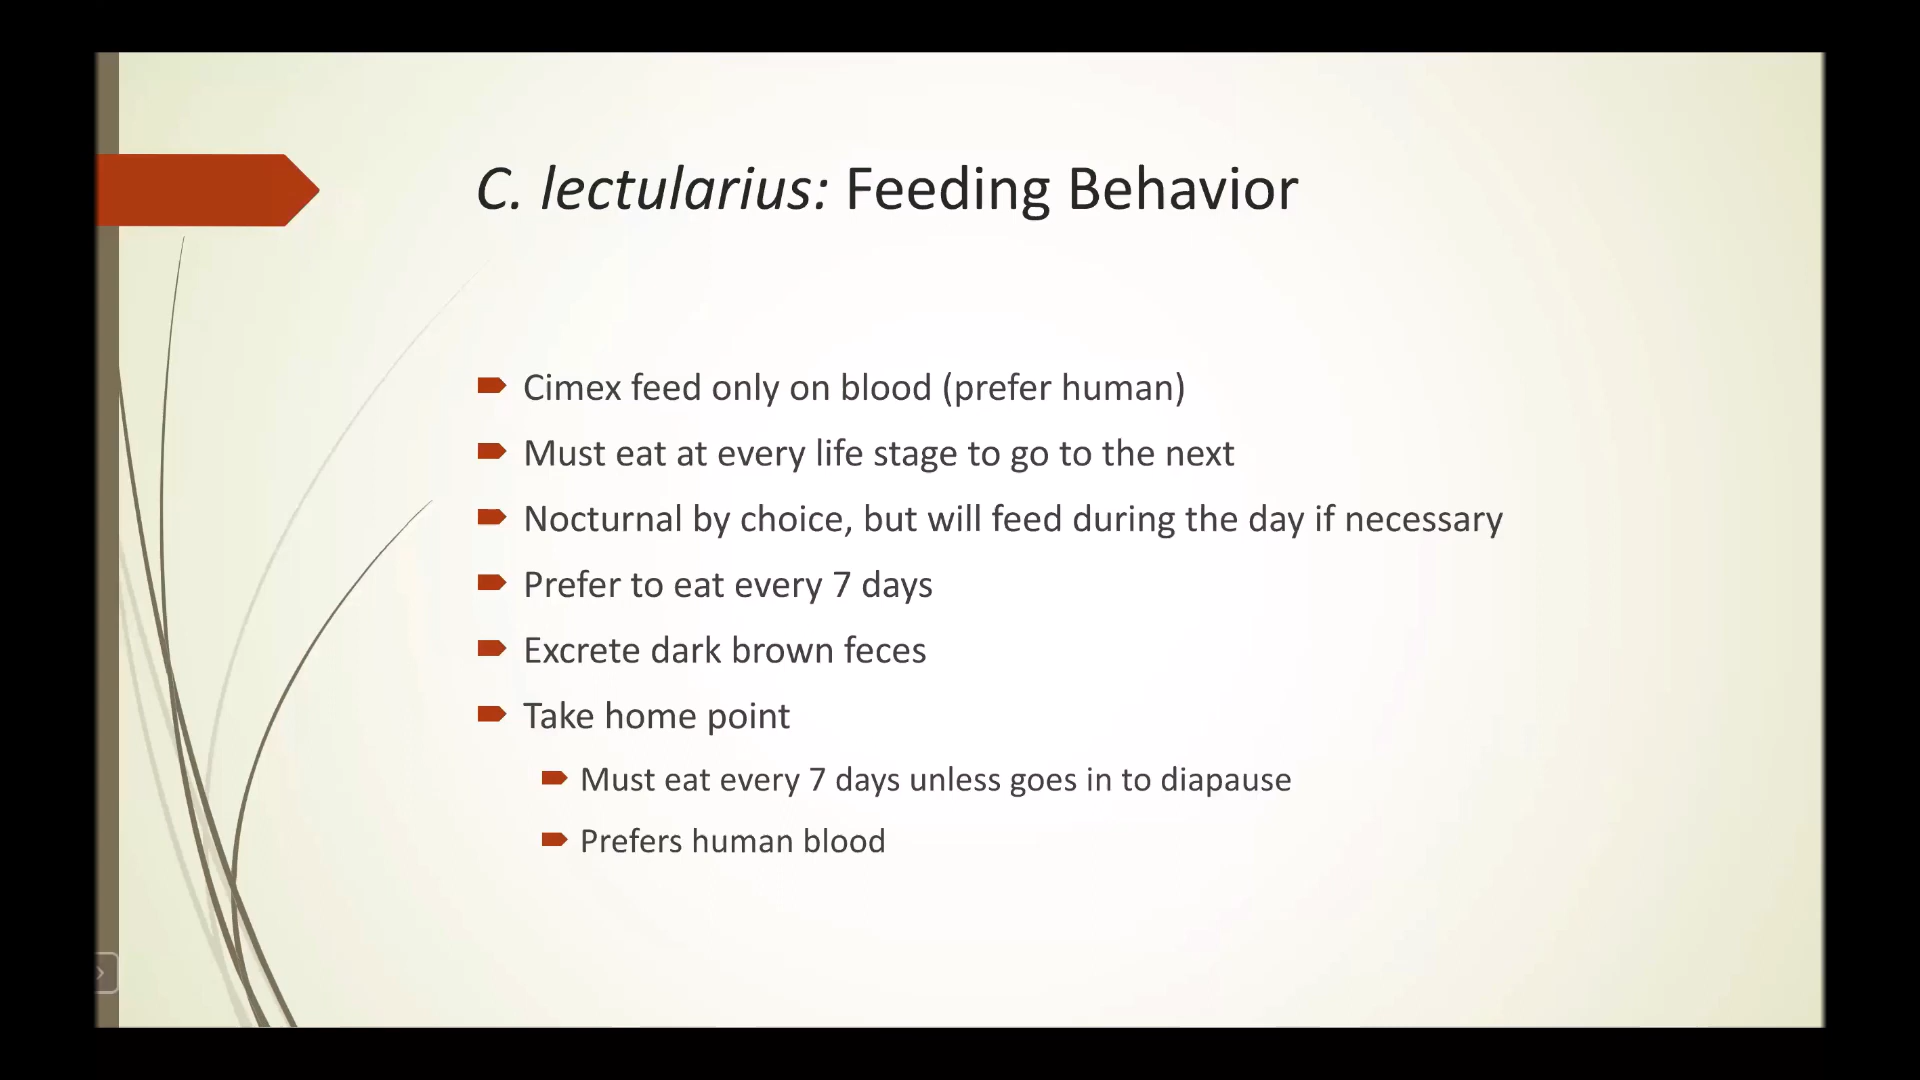 C. lectularius: Feeding Behavior
Cimex feed only on blood (prefer human)
Must eat at every life stage to go to the next
Nocturnal by choice, but will feed during the day if necessary
Prefer to eat every 7 days
Excrete dark brown feces
Take home point
Must eat every 7 days unless goes in to diapause
Prefers human blood